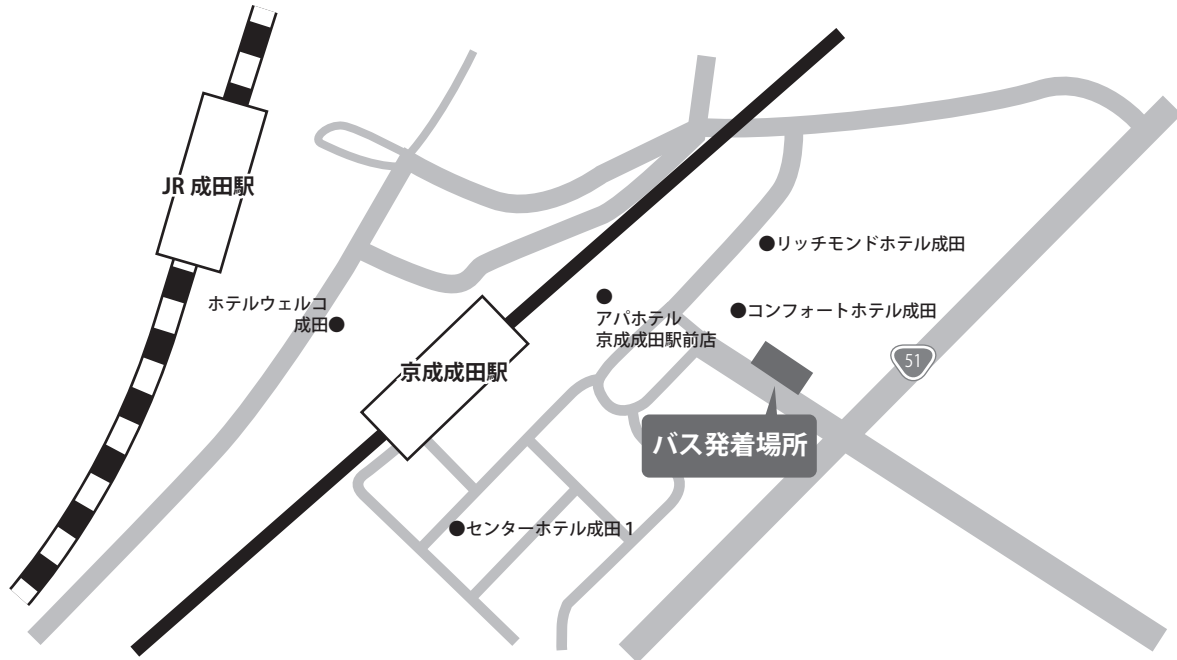 JR 成田駅
●リッチモンドホテル成田
ホテルウェルコ
成田●
アパホテル
京成成田駅前店
●コンフォートホテル成田
51
京成成田駅
バス発着場所
●センターホテル成田1